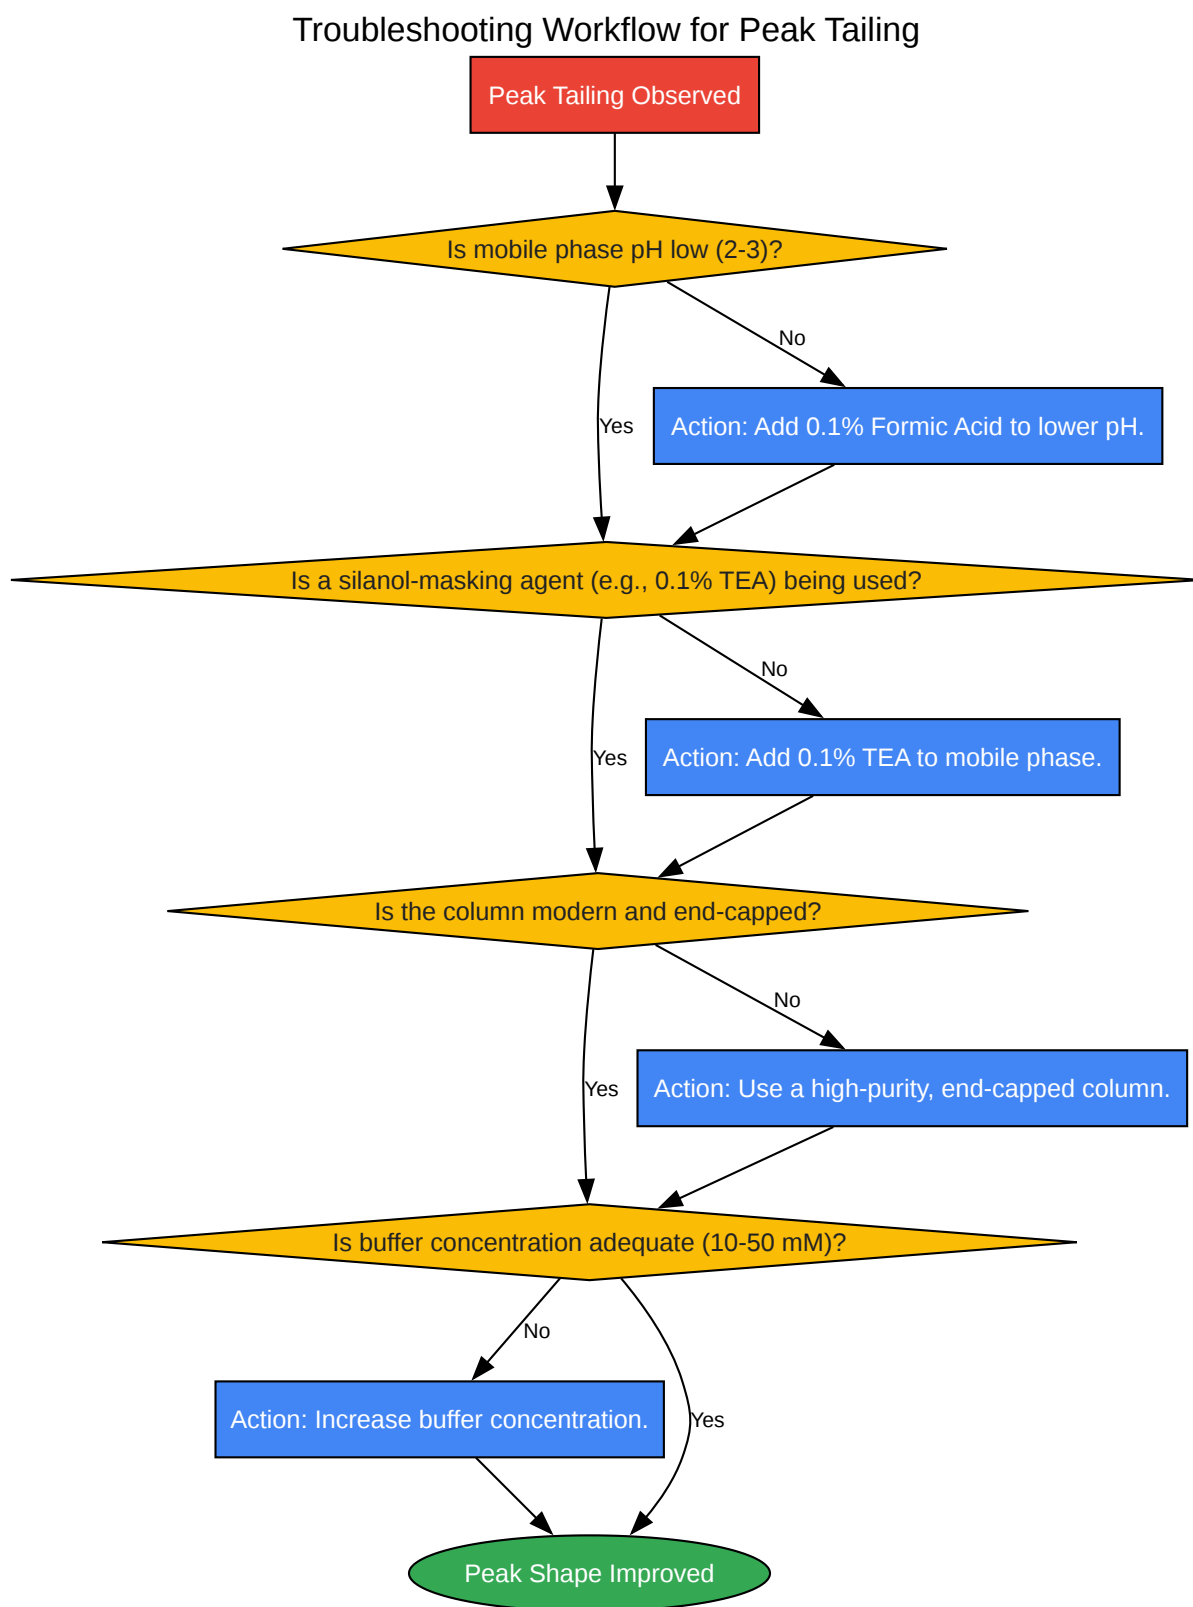 Troubleshooting Workflow for Peak Tailing
Peak Tailing Observed
Is mobile phase pH low (2-3)?
No
Yes
Action: Add 0.1% Formic Acid to lower pH.
Is a silanol-masking agent (e.g., 0.1% TEA) being used?
No
Yes
Action: Add 0.1% TEA to mobile phase.
Is the column modern and end-capped?
No
Yes
Action: Use a high-purity, end-capped column.
Is buffer concentration adequate (10-50 mM)?
No
Action: Increase buffer concentration.
Yes
Peak Shape Improved